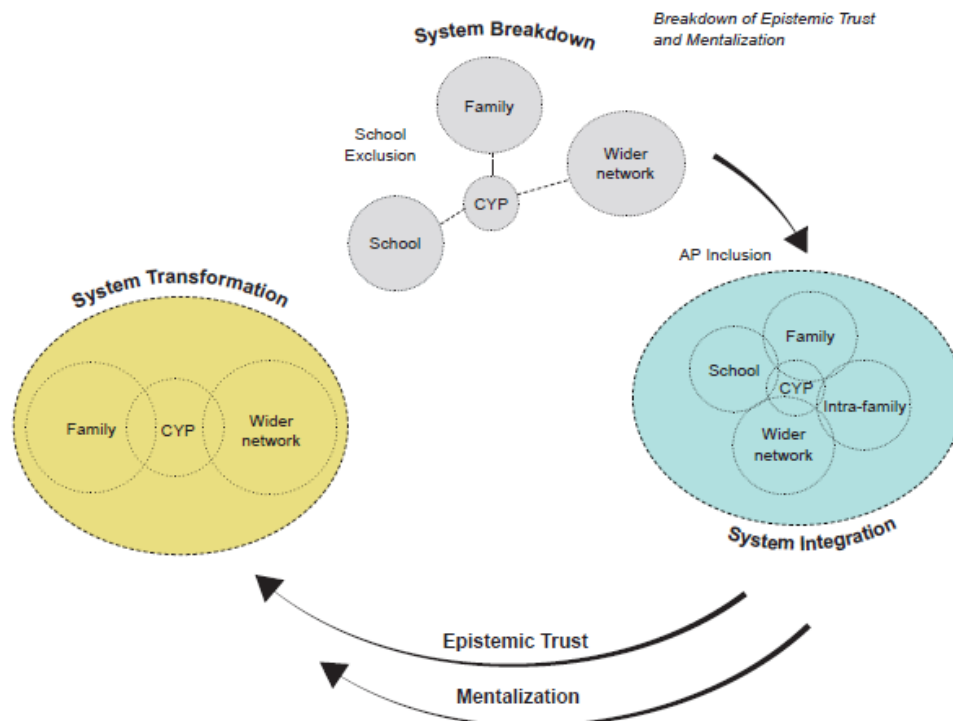 System Breakdown
Breakdown of Epistemic Trust
and Mentalization
Family
School
Exclusion
Wider
network
CYP
School
AP Inclusion
System Transformation
Family
CYP
Wider
network
Family
School
CYP
Intra-family
Wider
network
System Integration
Epistemic Trust
Mentalization